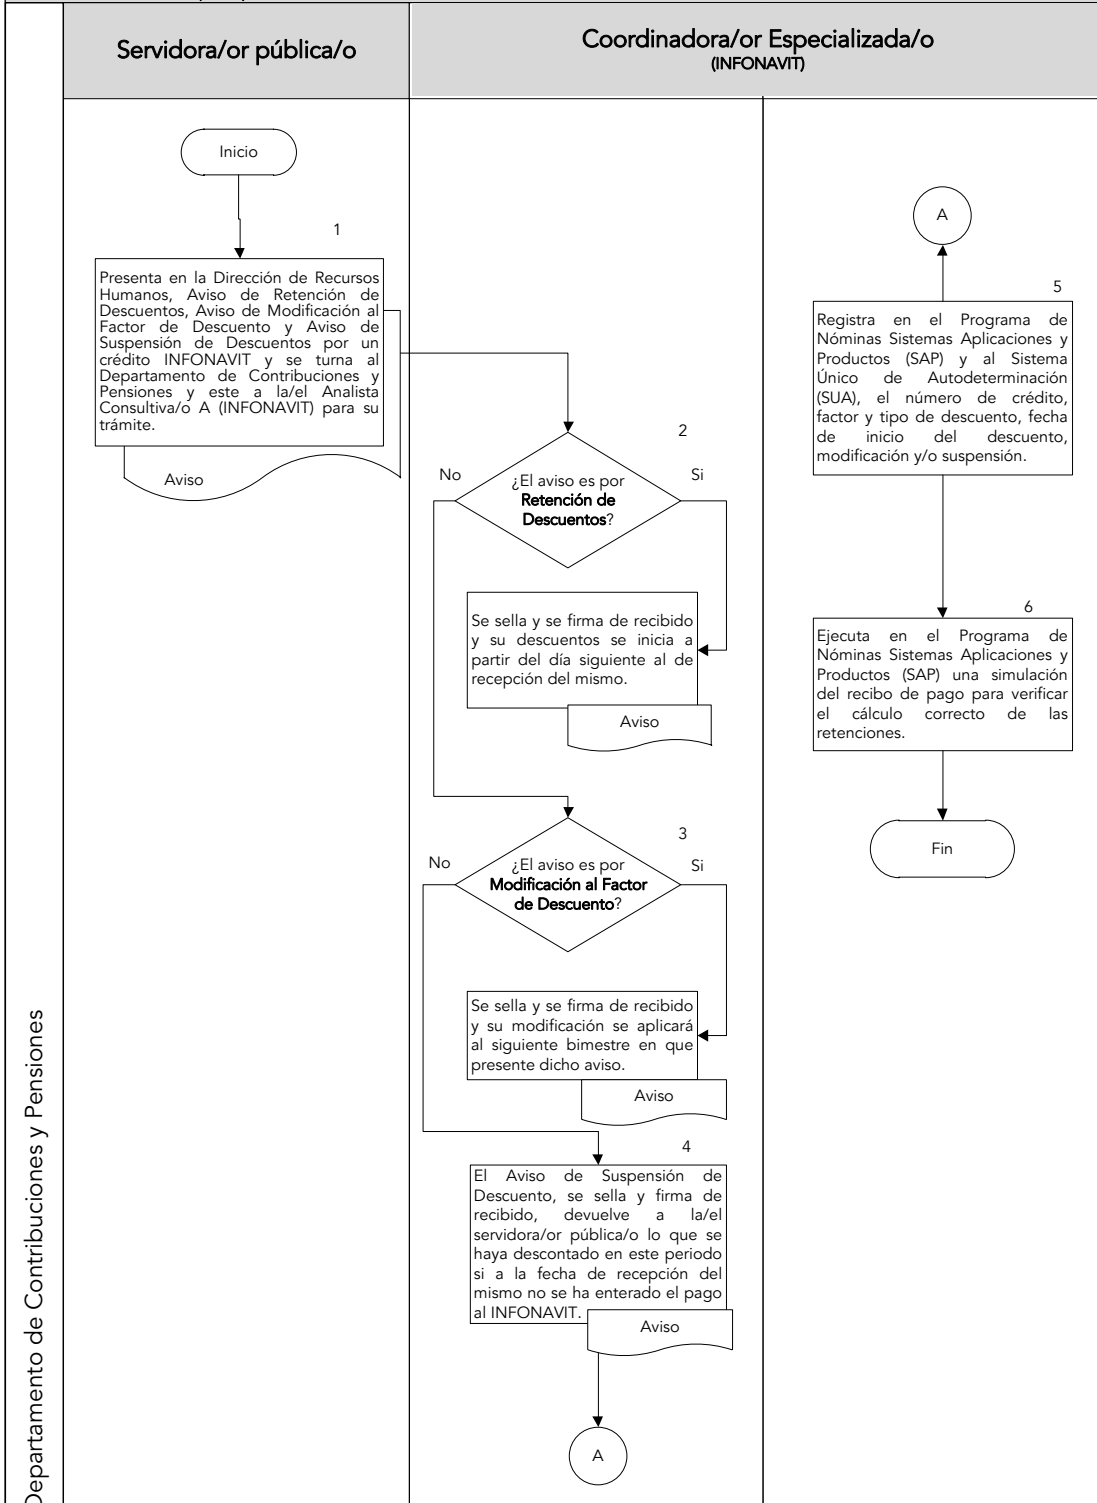 Servidora/or pública/o
Coordinadora/or Especializada/o
(INFONAVIT)
Departamento de Contribuciones y Pensiones
Inicio
1
Presenta en la Dirección de Recursos
Humanos, Aviso de Retención de
Descuentos, Aviso de Modificación al
Factor de Descuento y Aviso de
Suspensión de Descuentos por un
crédito INFONAVIT y se turna al
Departamento de Contribuciones y
Pensiones y este a la/el Analista
Consultiva/o A (INFONAVIT) para su
trámite.
Aviso
2
No
Si
¿El aviso es por
Retención de
Descuentos?
Se sella y se firma de recibido
y su descuentos se inicia a
partir del día siguiente al de
recepción del mismo.
Aviso
3
No
Si
¿El aviso es por
Modificación al Factor
de Descuento?
Se sella y se firma de recibido
y su modificación se aplicará
al siguiente bimestre en que
presente dicho aviso.
Aviso
4
El Aviso de Suspensión de
Descuento, se sella y firma de
recibido, devuelve a la/el
servidora/or pública/o lo que se
haya descontado en este periodo
si a la fecha de recepción del
mismo no se ha enterado el pago
al INFONAVIT.
Aviso
A
A
5
Registra en el Programa de
Nóminas Sistemas Aplicaciones y
Productos (SAP) y al Sistema
Único de Autodeterminación
(SUA), el número de crédito,
factor y tipo de descuento, fecha
de inicio del descuento,
modificación y/o suspensión.
6
Ejecuta en el Programa de
Nóminas Sistemas Aplicaciones y
Productos (SAP) una simulación
del recibo de pago para verificar
el cálculo correcto de las
retenciones.
Fin